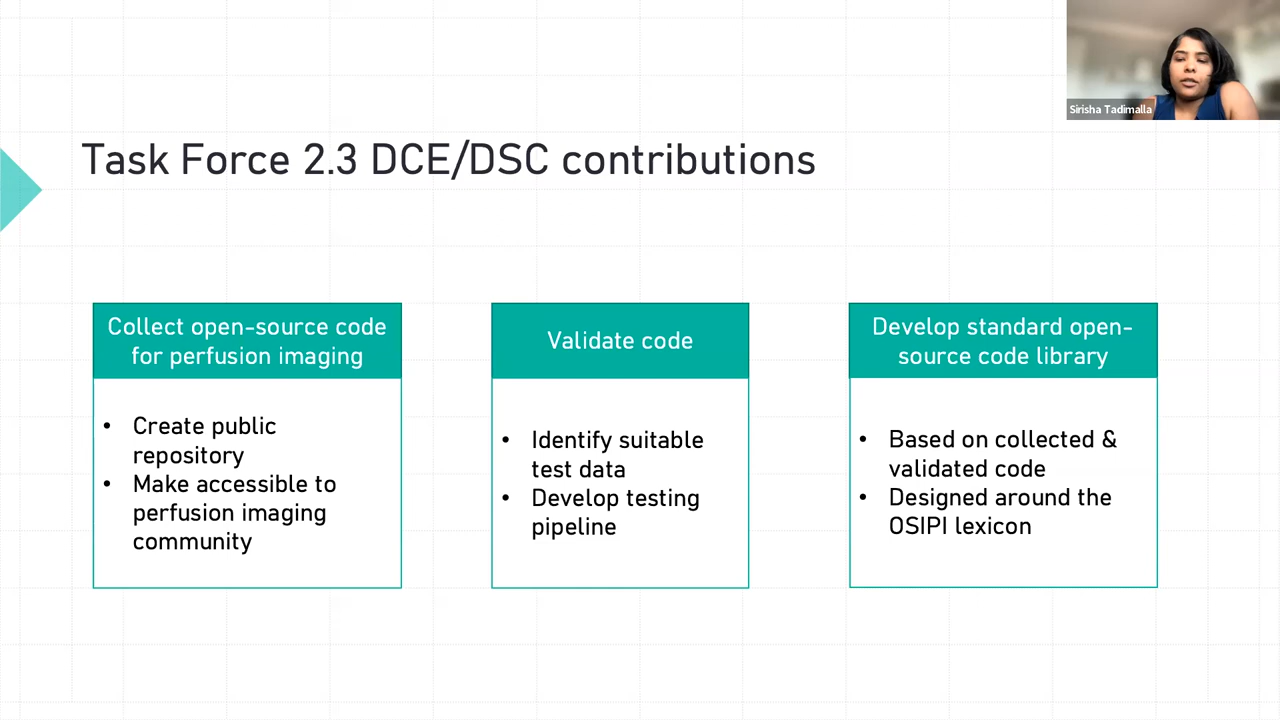 Sirisha Tadimalla
Task Force 2.3 DCE/DSC contributions
Collect open-source code
for perfusion imaging
• Create public
repository
• Make accessible to
perfusion imaging
community
Validate code
• Identify suitable
test data
• Develop testing
pipeline
Develop standard open-
source code library
• Based on collected &
validated code
• Designed around the
OSIPI lexicon